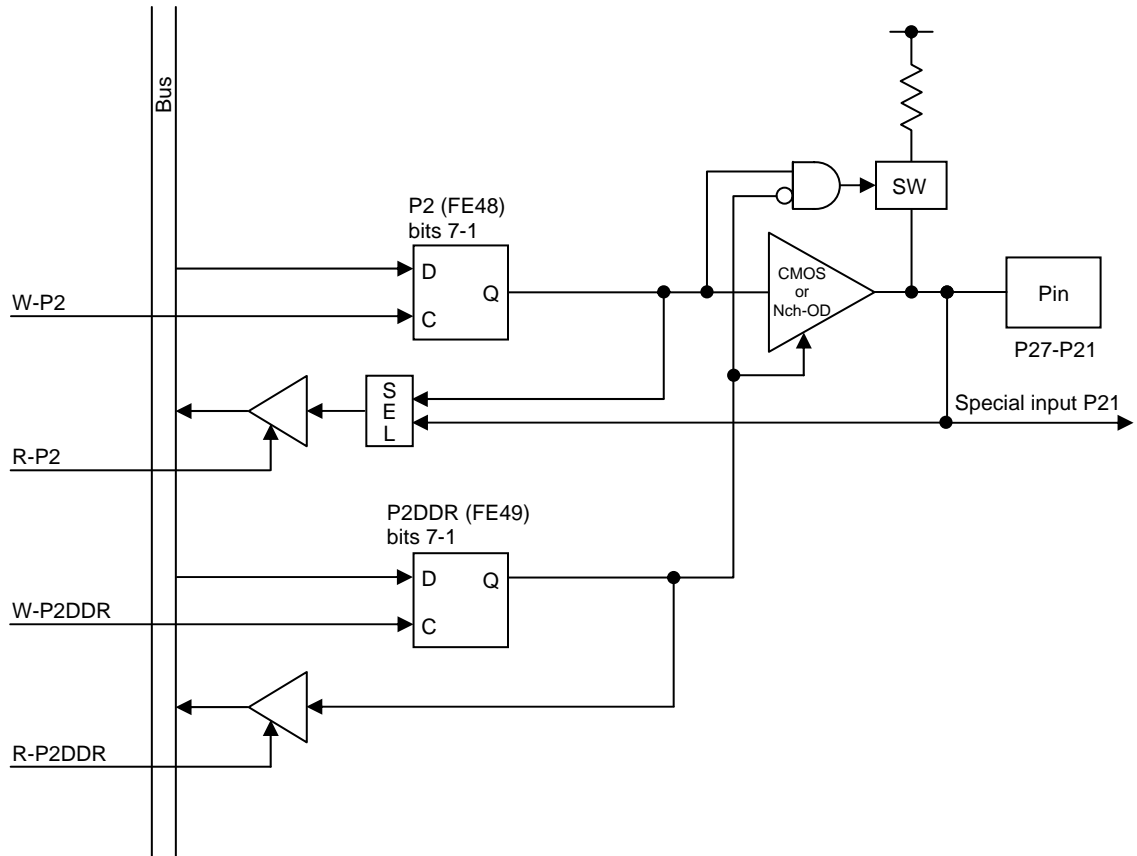 Bus
SW
P2 (FE48)
bits 7-1
D
Q
C
W-P2
CMOS
or
Nch-OD
Pin
P27-P21
S
E
L
Special input P21
R-P2
P2DDR (FE49)
bits 7-1
D
Q
C
W-P2DDR
R-P2DDR